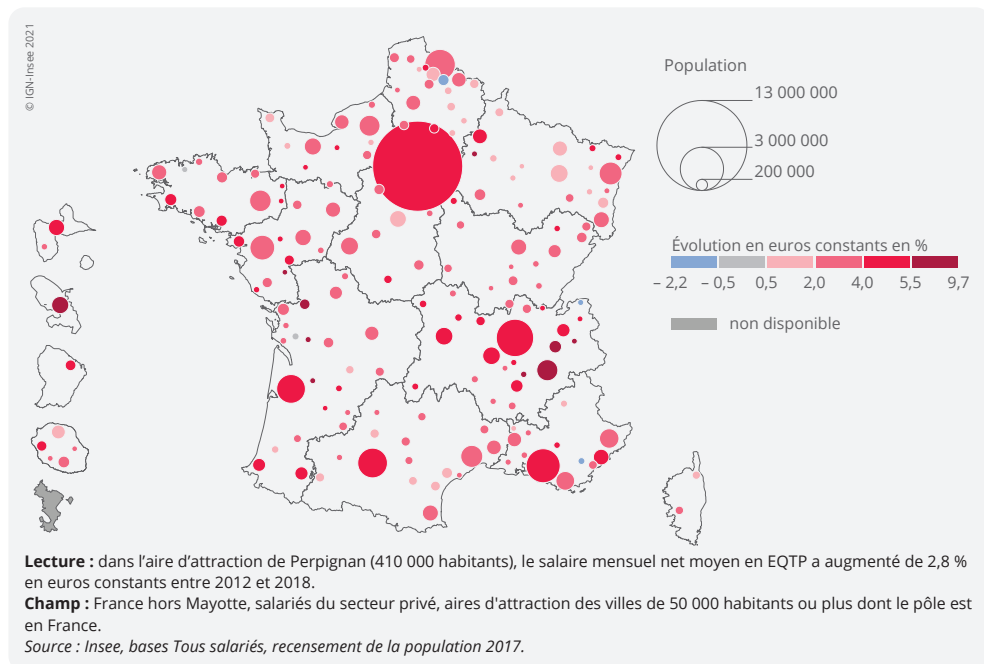 © IGN-Insee 2021
Population
13 000 000
3 000 000
200 000
Évolution en euros constants en %
– 2,2 – 0,5 0,5 2,0 4,0 5,5 9,7
non disponible
Lecture : dans l’aire d’attraction de Perpignan (410 000 habitants), le salaire mensuel net moyen en EQTP a augmenté de 2,8 %
en euros constants entre 2012 et 2018.
Champ : France hors Mayotte, salariés du secteur privé, aires d'attraction des villes de 50 000 habitants ou plus dont le pôle est
en France.
Source : Insee, bases Tous salariés, recensement de la population 2017.